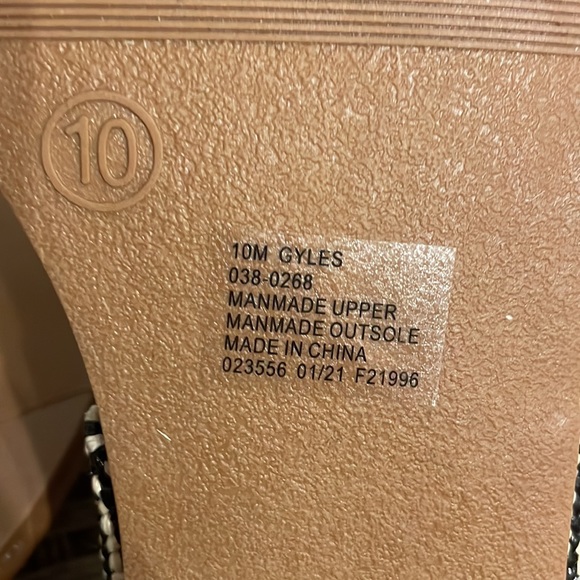 10
10M GYLES
038-0268
MANMADE UPPER
MANMADE OUTSOLE
MADE IN CHINA
023556 01/21 F21996